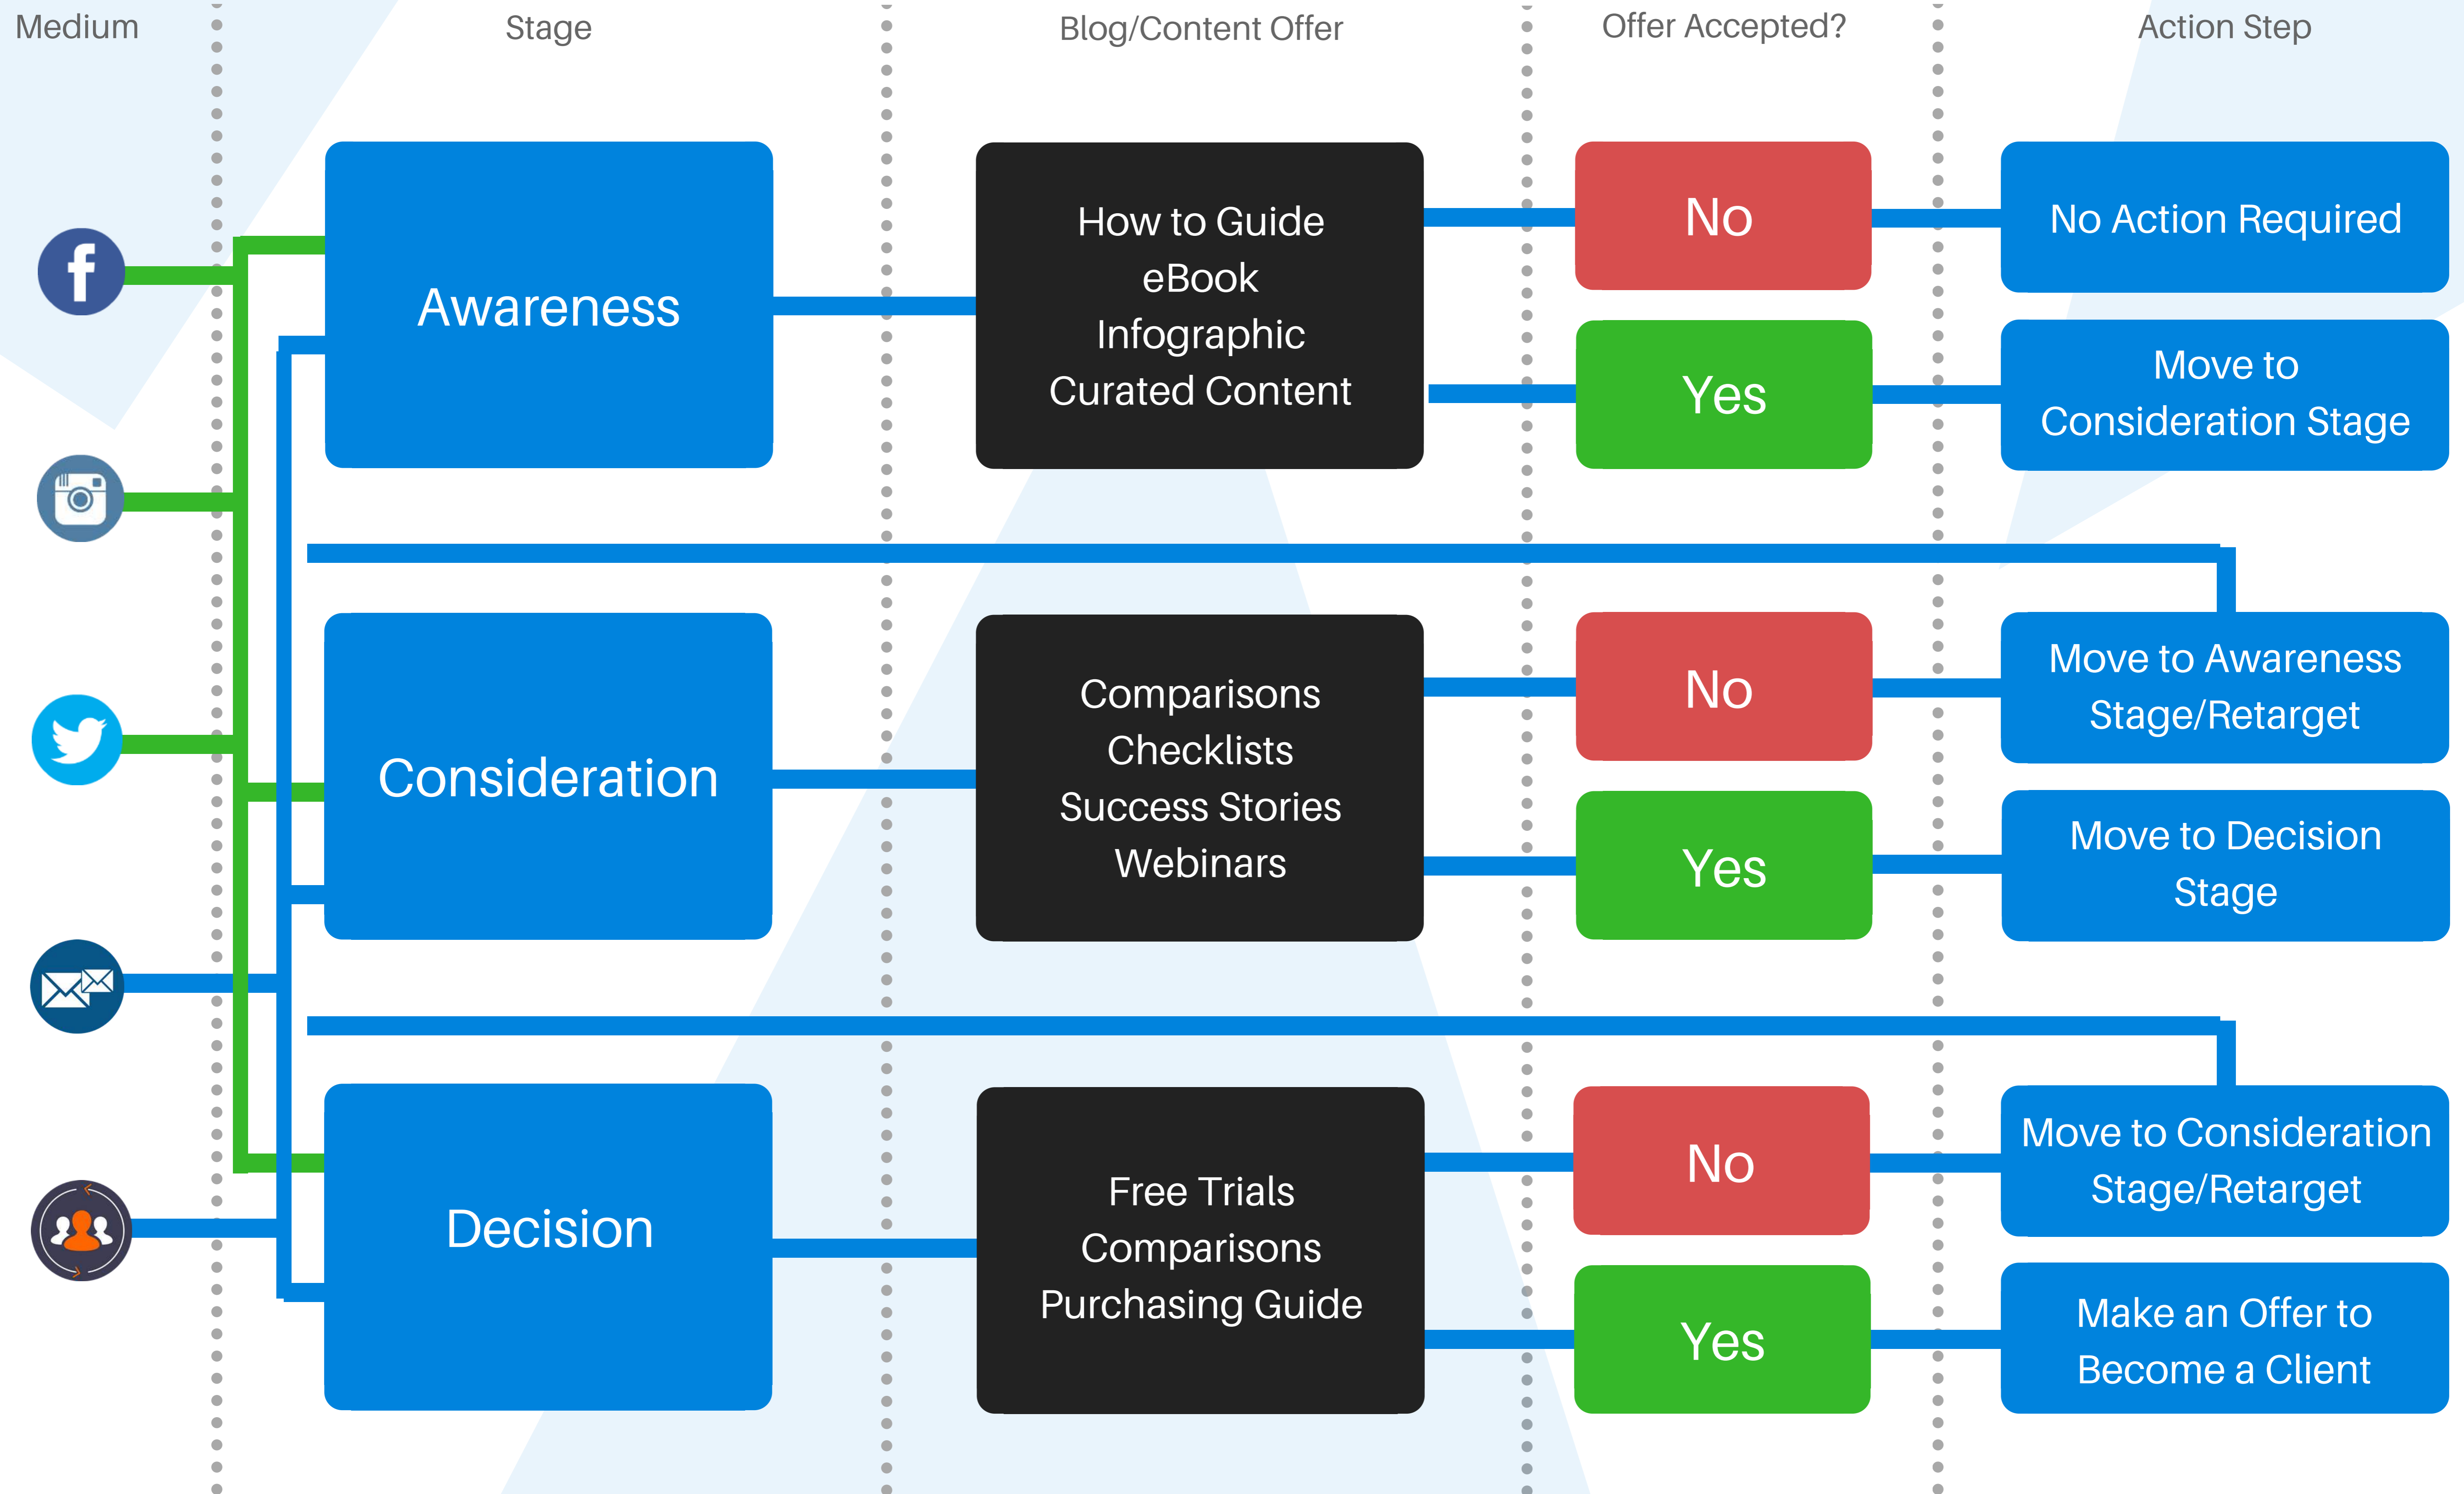 Medium
Stage
Blog/Content Offer
Offer Accepted?
Action Step
Awareness
How to Guide
eBook
Infographic
Curated Content
No
No Action Required
Yes
Move to
Consideration Stage
Consideration
Comparisons
Checklists
Success Stories
Webinars
No
Move to Awareness
Stage/Retarget
Yes
Move to Decision
Stage
Decision
Free Trials
Comparisons
Purchasing Guide
No
Move to Consideration
Stage/Retarget
Yes
Make an Offer to
Become a Client